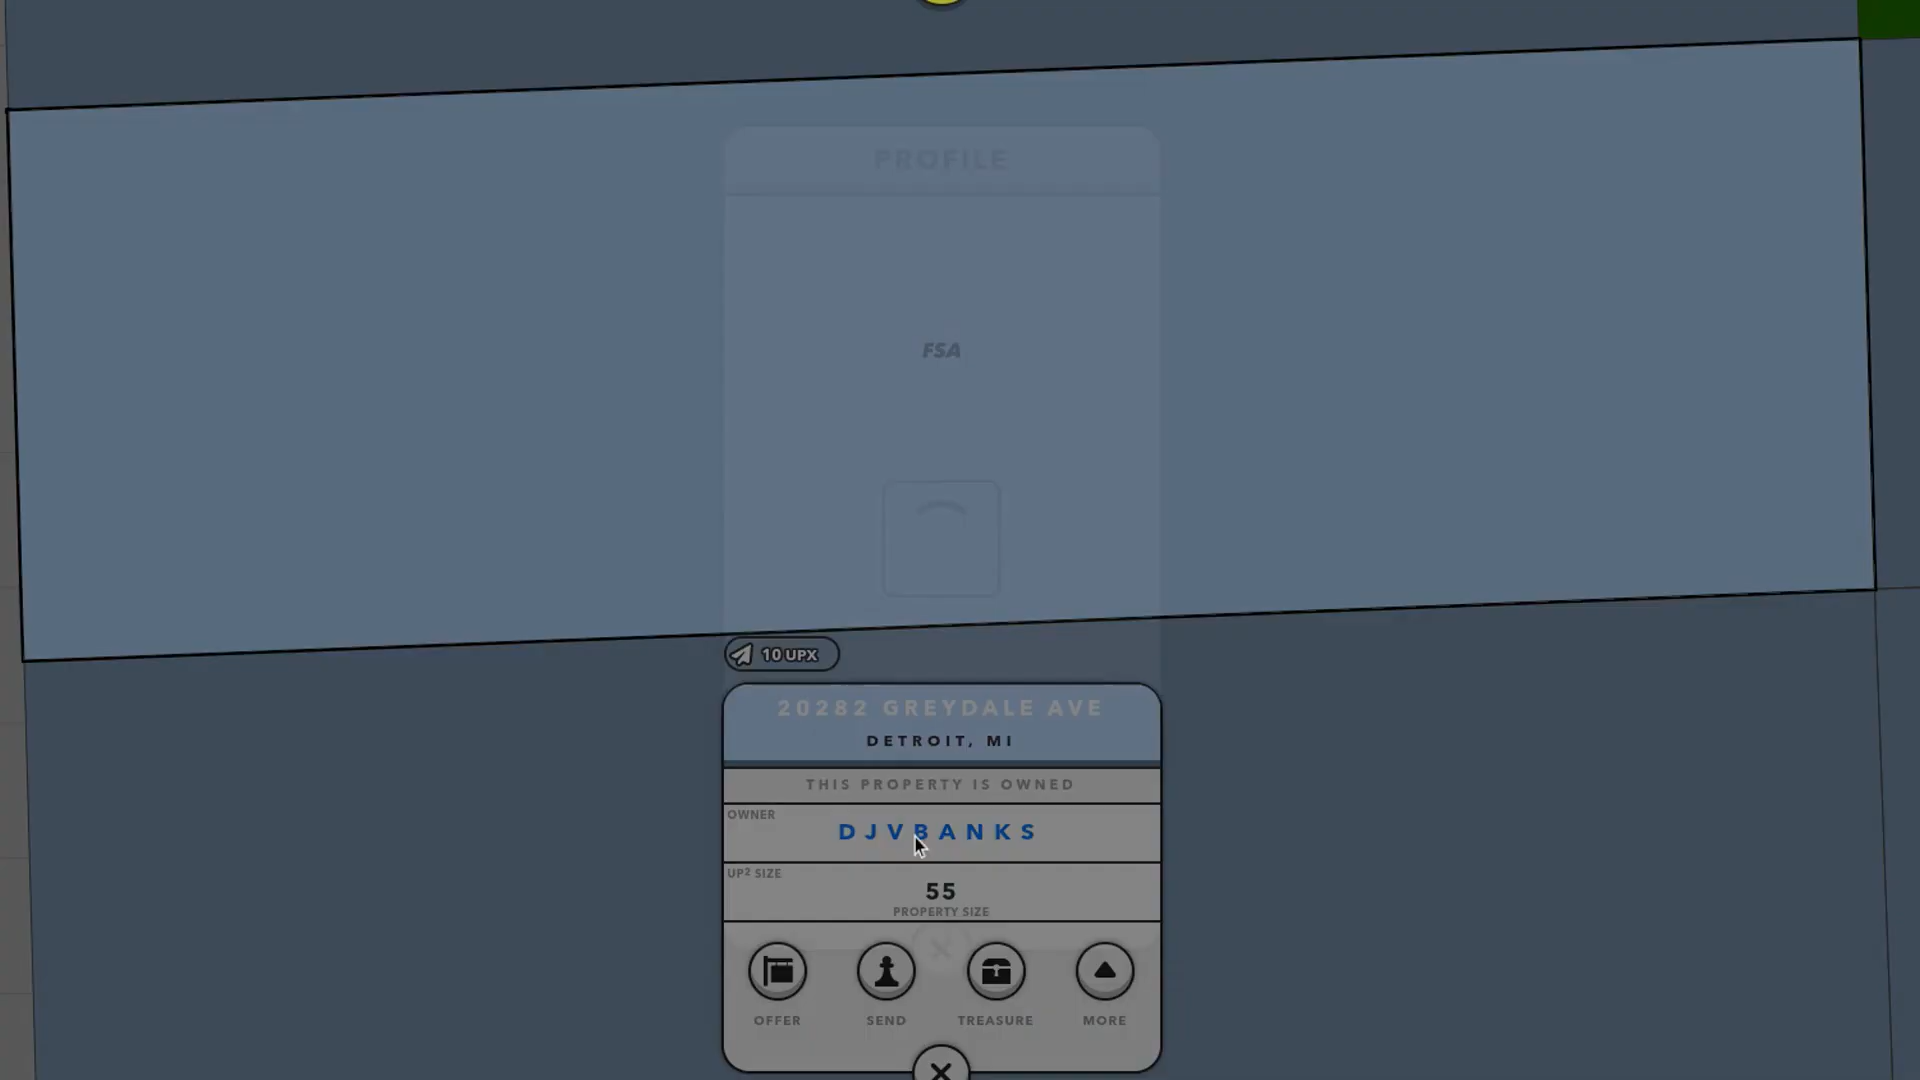 PROFILE
FSA
10 UPX
20282 GREYDALE AVE
DETROIT, MI
THIS PROPERTY IS OWNED
OWNER
DJVBANKS
UP² SIZE
55
PROPERTY SIZE
OFFER SEND TREASURE MORE